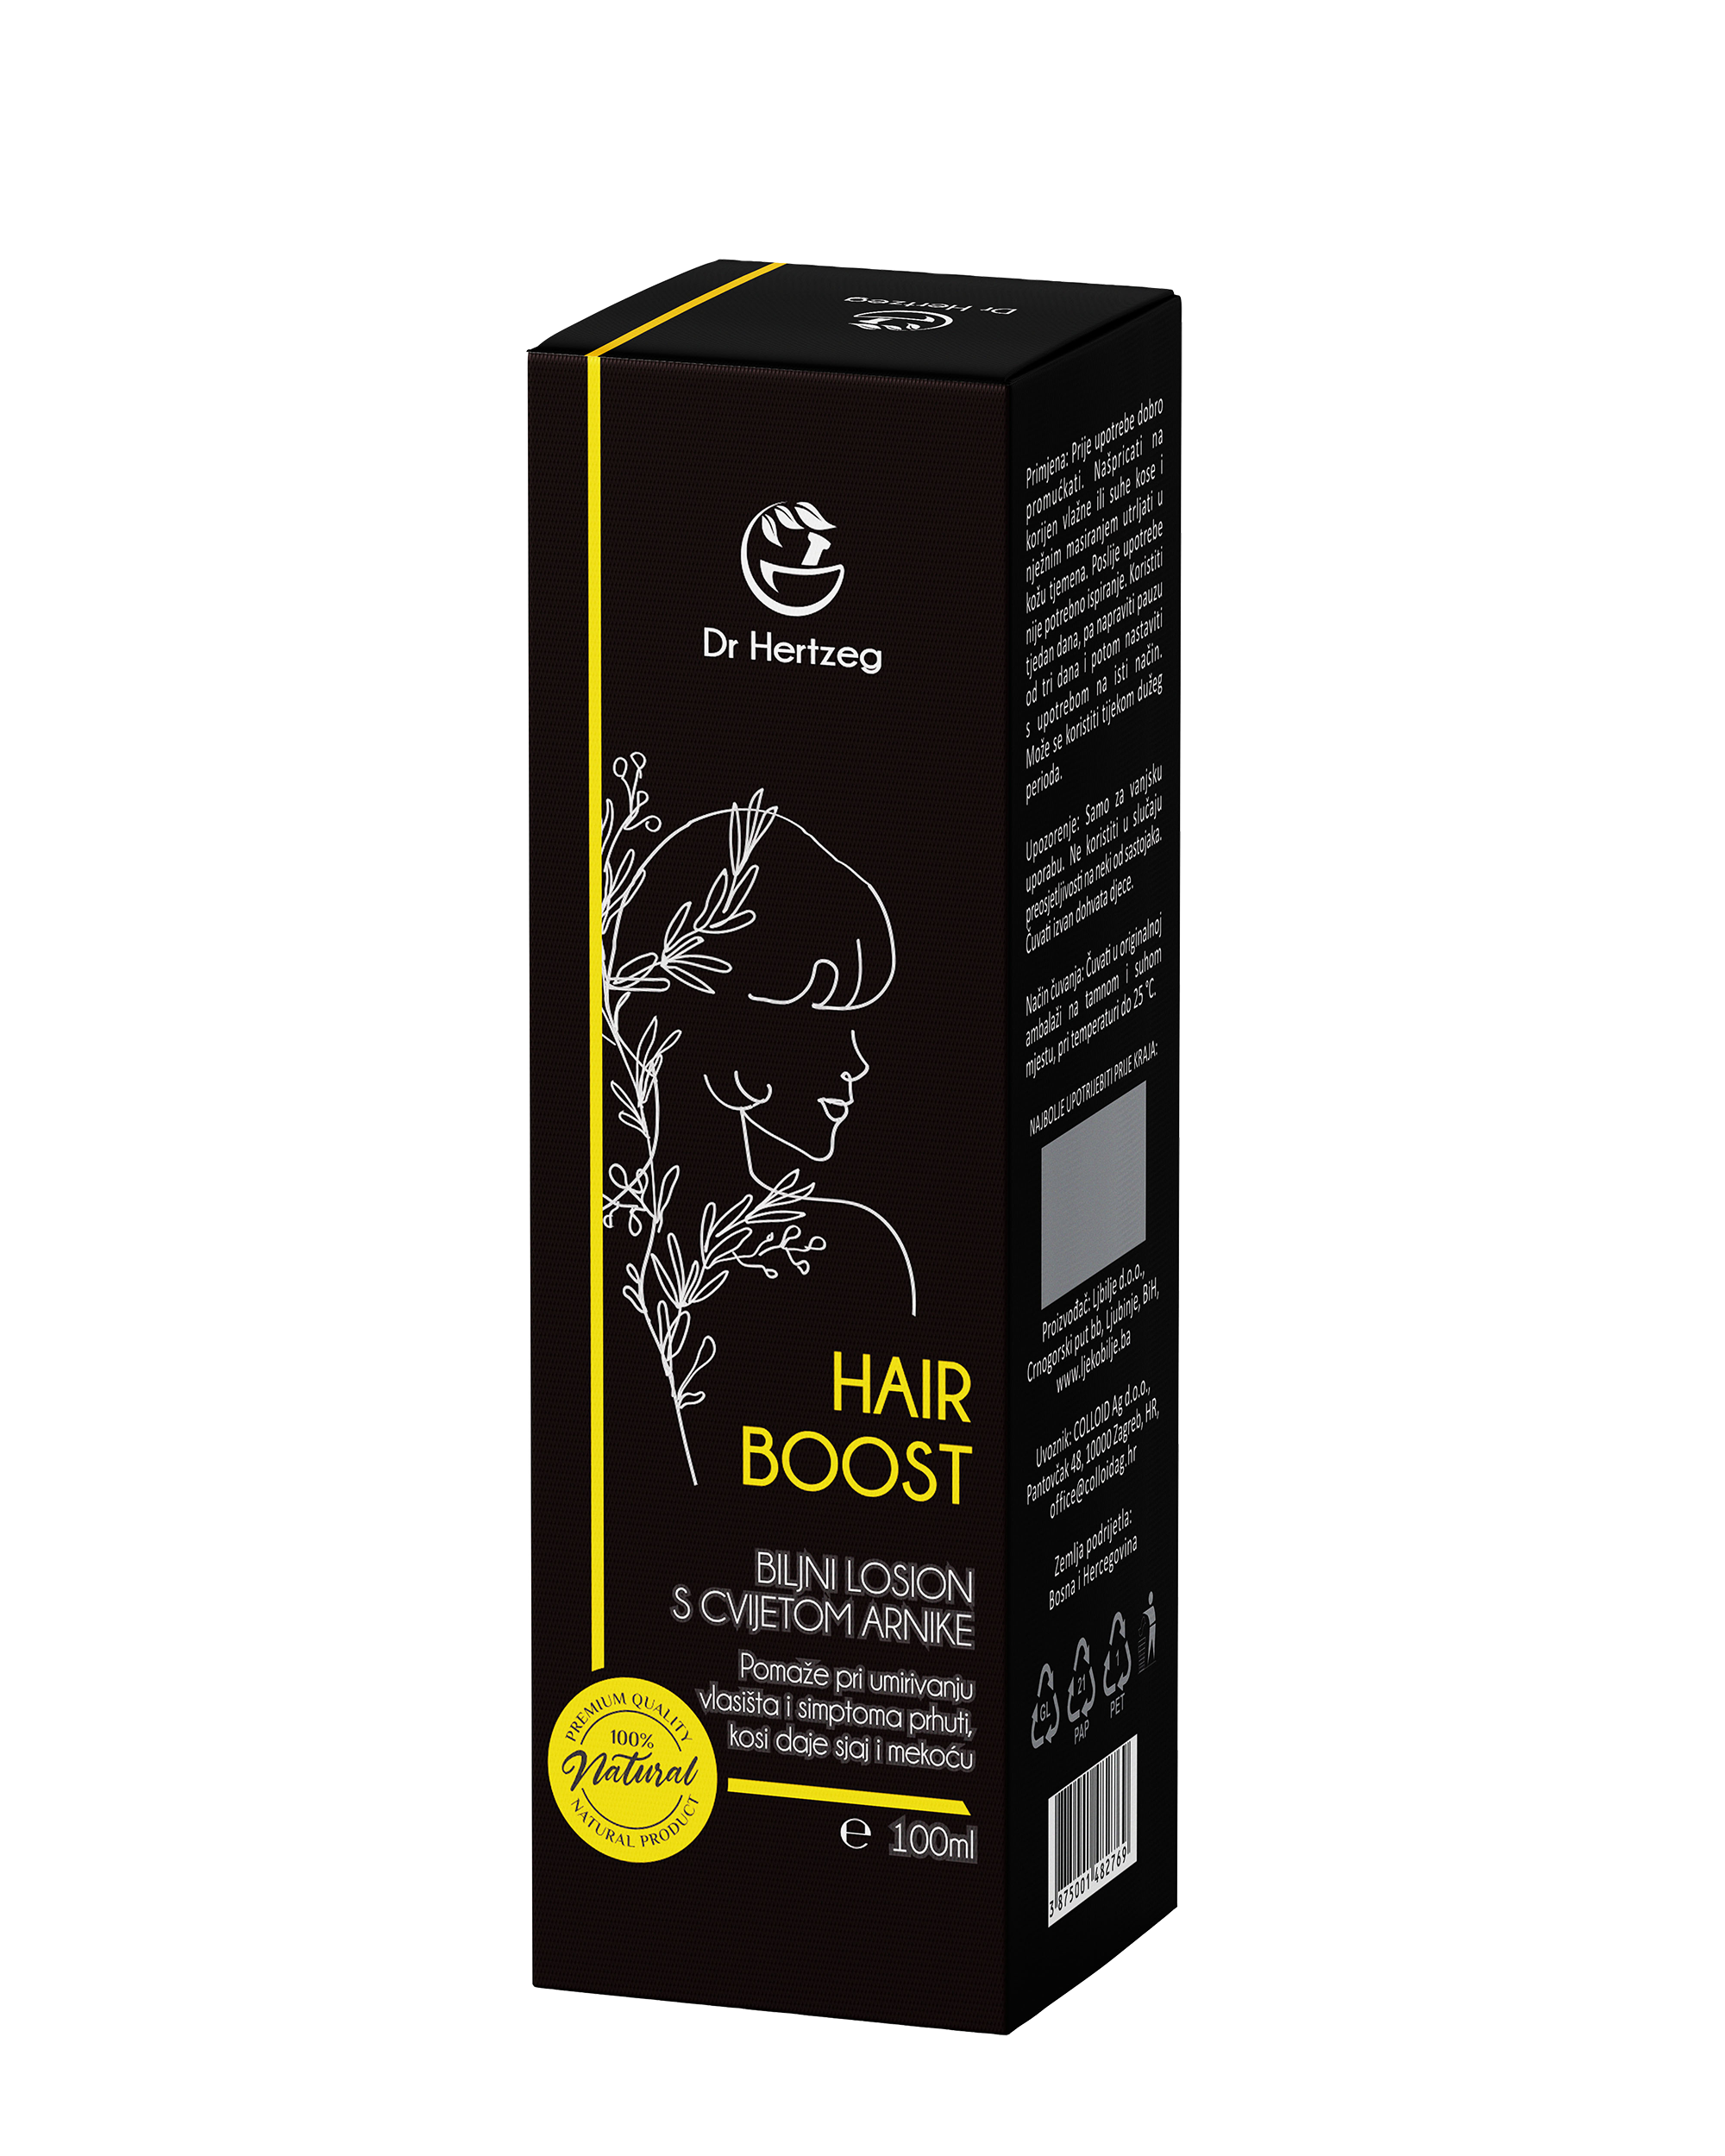 Dr Hertzeg
Dr Hertzeg
HAIR
BOOST
BILJNI LOSION
S CVIJETOM ARNIKE
Pomaže pri umirivanju
vlasišta i simptoma prhuti,
kosi daje sjaj i mekoću
PREMIUM QUALITY
100%
Natural
NATURAL PRODUCT
e 100ml
Primjena: Prije upotrebe dobro
promućkati. Našpricati na
korijen vlažne ili suhe kose i
nježnim masiranjem utrljati u
kožu tjemena. Poslije upotrebe
nije potrebno ispiranje. Koristiti
tjedan dana, pa napraviti pauzu
od tri dana i potom nastaviti
s upotrebom na isti način.
Može se koristiti tijekom dužeg
perioda.
Upozorenje: Samo za vanjsku
uporabu. Ne koristiti u slučaju
preosjetljivosti na neki od sastojaka.
Čuvati izvan dohvata djece.
Način čuvanja: Čuvati u originalnoj
ambalaži na tamnom i suhom
mjestu, pri temperaturi do 25 °C.
NAJBOLJE UPOTRIJEBITI PRIJE KRAJA:
Proizvođač: Ljbilje d.o.o.,
Crnogorski put bb, Ljubinje, BiH,
www.ljekobilje.ba
Uvoznik: COLLOID Ag d.o.o.,
Pantovčak 48, 10000 Zagreb, HR,
office@colloidag.hr
Zemlja podrijetla:
Bosna i Hercegovina
GL
21
PAP
1
PET
3 875001 482769